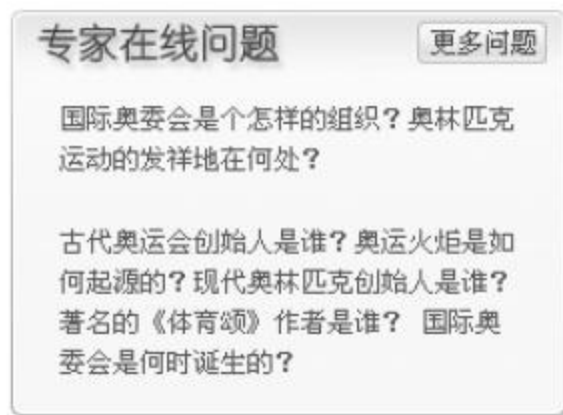 专家在线问题
更多问题
国际奥委会是个怎样的组织？奥林匹克
运动的发祥地在何处？
古代奥运会创始人是谁？奥运火炬是如
何起源的？现代奥林匹克创始人是谁？
著名的《体育颂》作者是谁？ 国际奥
委会是何时诞生的？